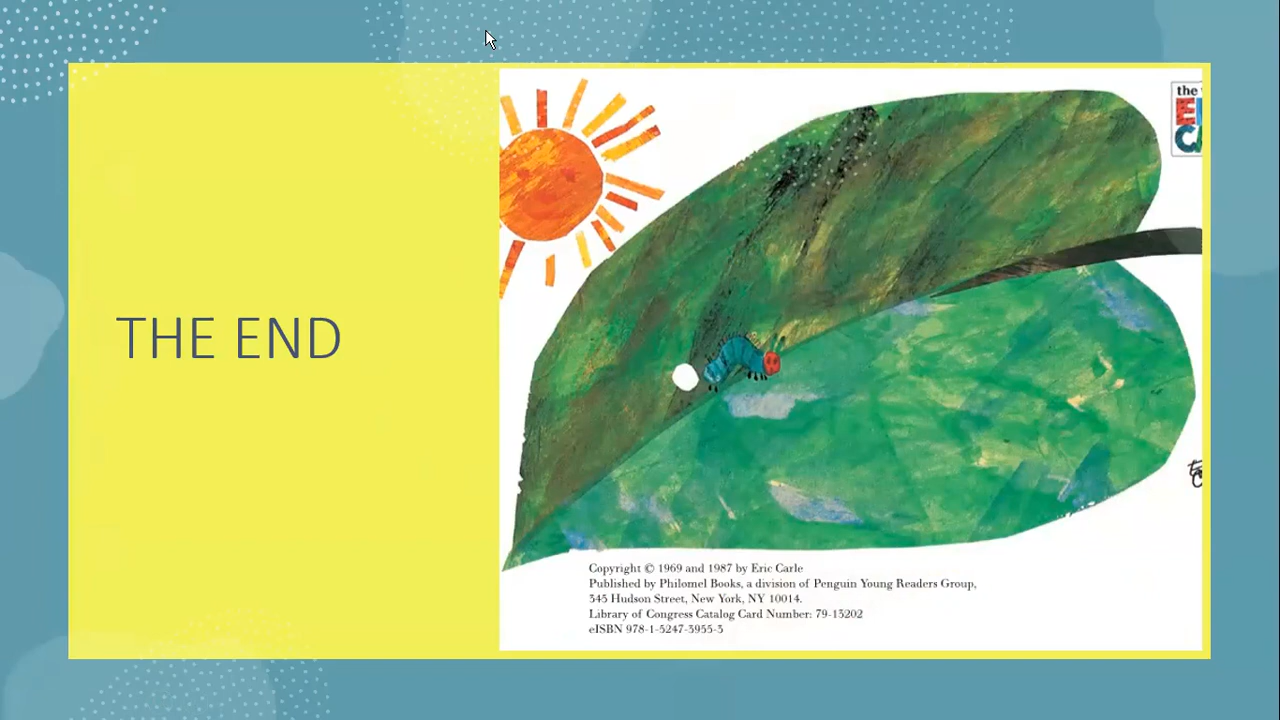 THE END
the
Copyright © 1969 and 1987 by Eric Carle
Published by Philomel Books, a division of Penguin Young Readers Group,
345 Hudson Street, New York, NY 10014.
Library of Congress Catalog Card Number: 79-13202
eISBN 978-1-5247-3955-3